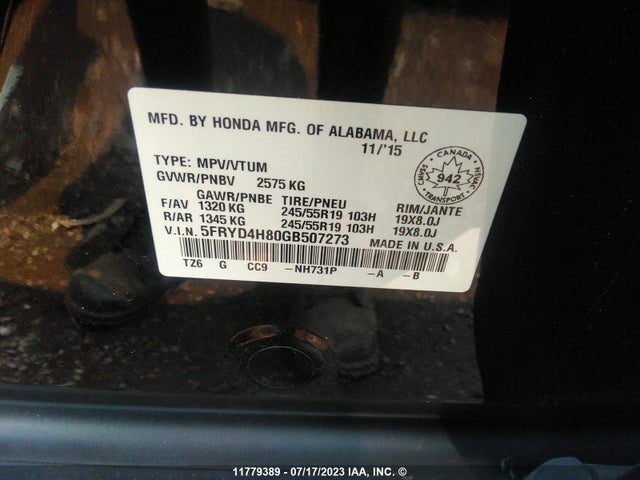 MFD. BY HONDA MFG. OF ALABAMA, LLC
11/'15
TYPE: MPV/VTUM
GVWR/PNBV 2575 KG
GAWR/PNBE TIRE/PNEU RIM/JANTE
F/AV 1320 KG 245/55R19 103H 19X8.0J
R/AR 1345 KG 245/55R19 103H 19X8.0J
V.I.N. 5FRYD4H80GB507273 MADE IN U.S.A.
TZ6 G CC9 –NH731P –A –B
CANADA
942
TRANSPORT
11779389 - 07/17/2023 IAA, INC. ©